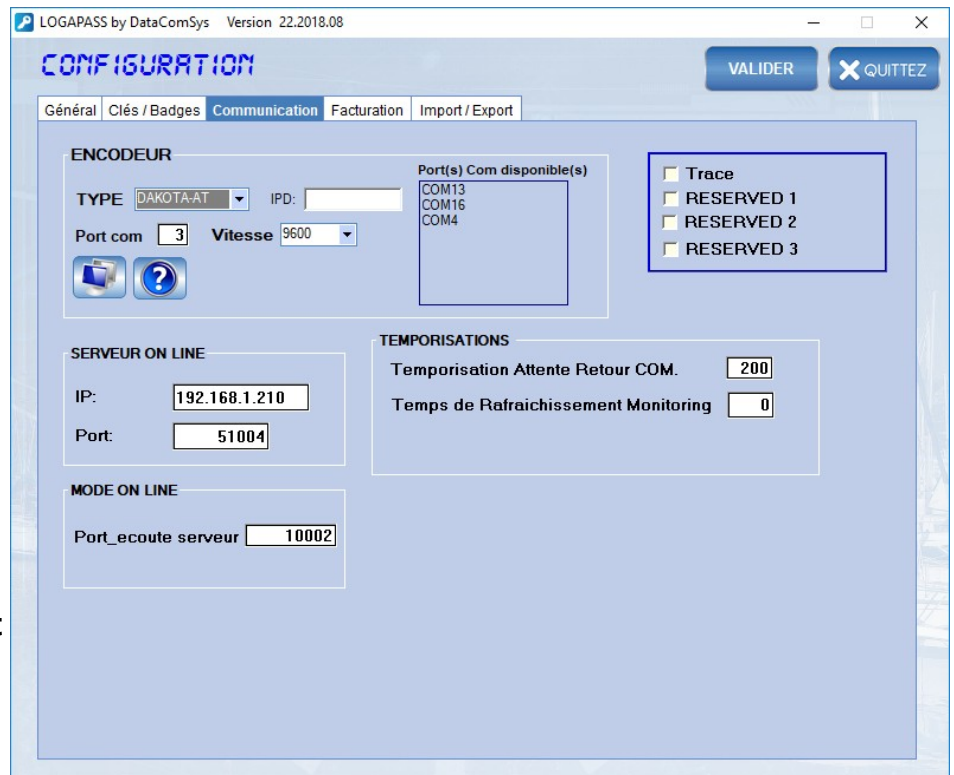 LOGAPASS by DataComSys Version 22.2018.08
CONFIGURATION
VALIDER
QUITTEZ
Général
Clés / Badges
Communication
Facturation
Import / Export
ENCODEUR
TYPE DAKOTA-AT IPD:
Port com 3 Vitesse 9600
Port(s) Com disponible(s)
COM13
COM16
COM4
Trace
RESERVED 1
RESERVED 2
RESERVED 3
SERVEUR ON LINE
IP: 192.168.1.210
Port: 51004
TEMPORISATIONS
Temporisation Attente Retour COM. 200
Temps de Rafraichissement Monitoring 0
MODE ON LINE
Port_ecoute serveur 10002